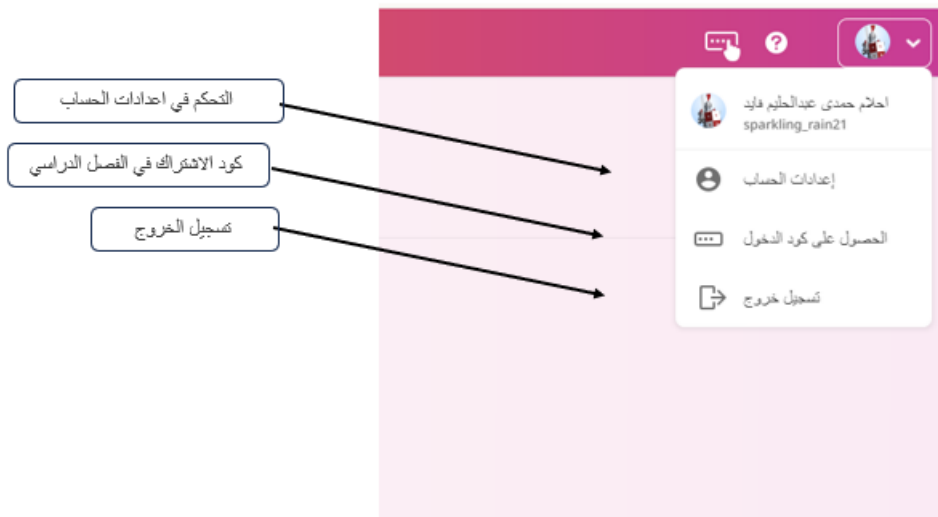 احلام حمدى عبدالحليم فايد
sparkling_rain21
التحكم في اعدادات الحساب
إعدادات الحساب
كود الاشتراك في الفصل الدراسي
الحصول على كود الدخول
تسجيل الخروج
تسجيل خروج